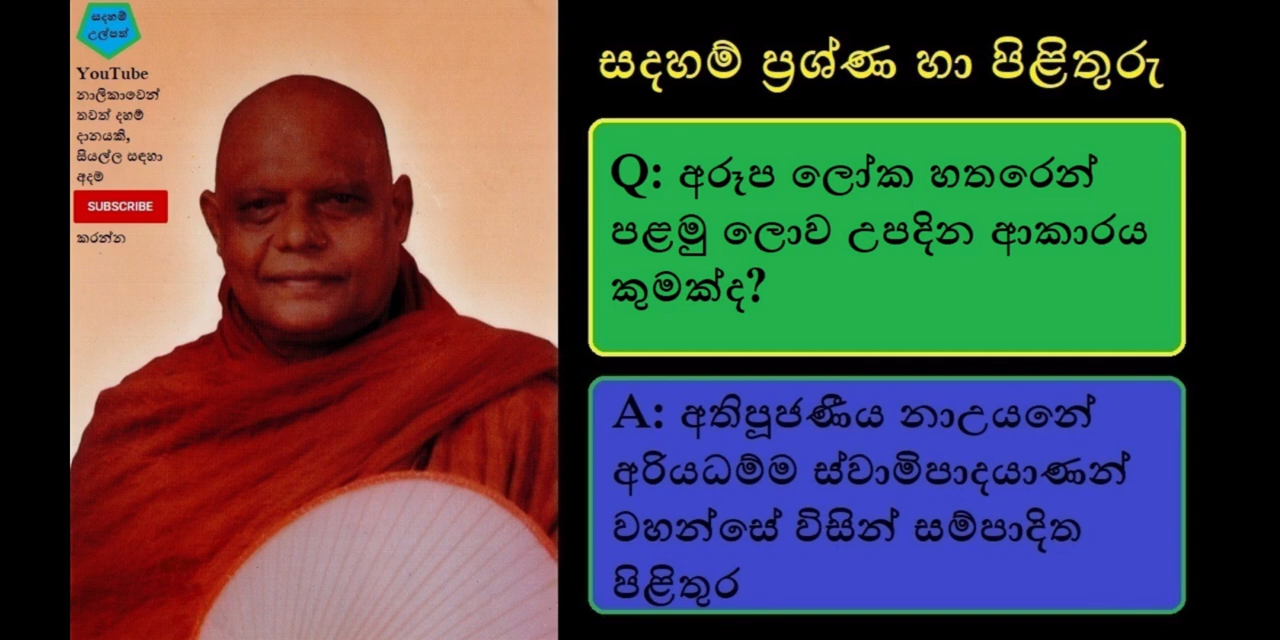 සදහම්
උල්පත්
YouTube
නාලිකාවෙන්
තවත් දහම්
දානයකි,
සියල්ල සඳහා
අදම
SUBSCRIBE
කරන්න
සදහම් ප්‍රශ්ණ හා පිළිතුරු
Q: අරූප ලෝක හතරෙන්
පළමු ලොව උපදින ආකාරය
කුමක්ද?
A: අතිපූජණීය නාඋයනේ
අරියධම්ම ස්වාමිපාදයාණන්
වහන්සේ විසින් සම්පාදිත
පිළිතුර